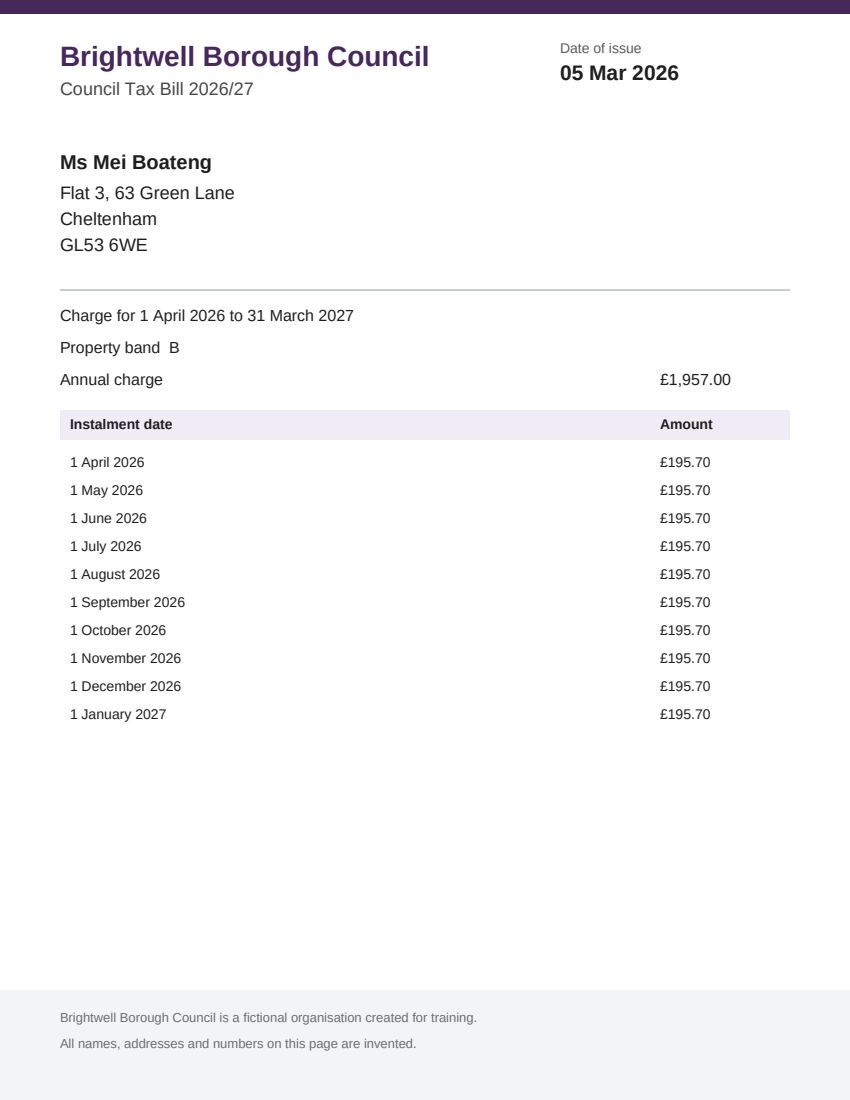 Brightwell Borough Council
Council Tax Bill 2026/27
Date of issue
05 Mar 2026
Ms Mei Boateng
Flat 3, 63 Green Lane
Cheltenham
GL53 6WE
Charge for 1 April 2026 to 31 March 2027
Property band B
Annual charge £1,957.00
Instalment date Amount
1 April 2026 £195.70
1 May 2026 £195.70
1 June 2026 £195.70
1 July 2026 £195.70
1 August 2026 £195.70
1 September 2026 £195.70
1 October 2026 £195.70
1 November 2026 £195.70
1 December 2026 £195.70
1 January 2027 £195.70
Brightwell Borough Council is a fictional organisation created for training.
All names, addresses and numbers on this page are invented.